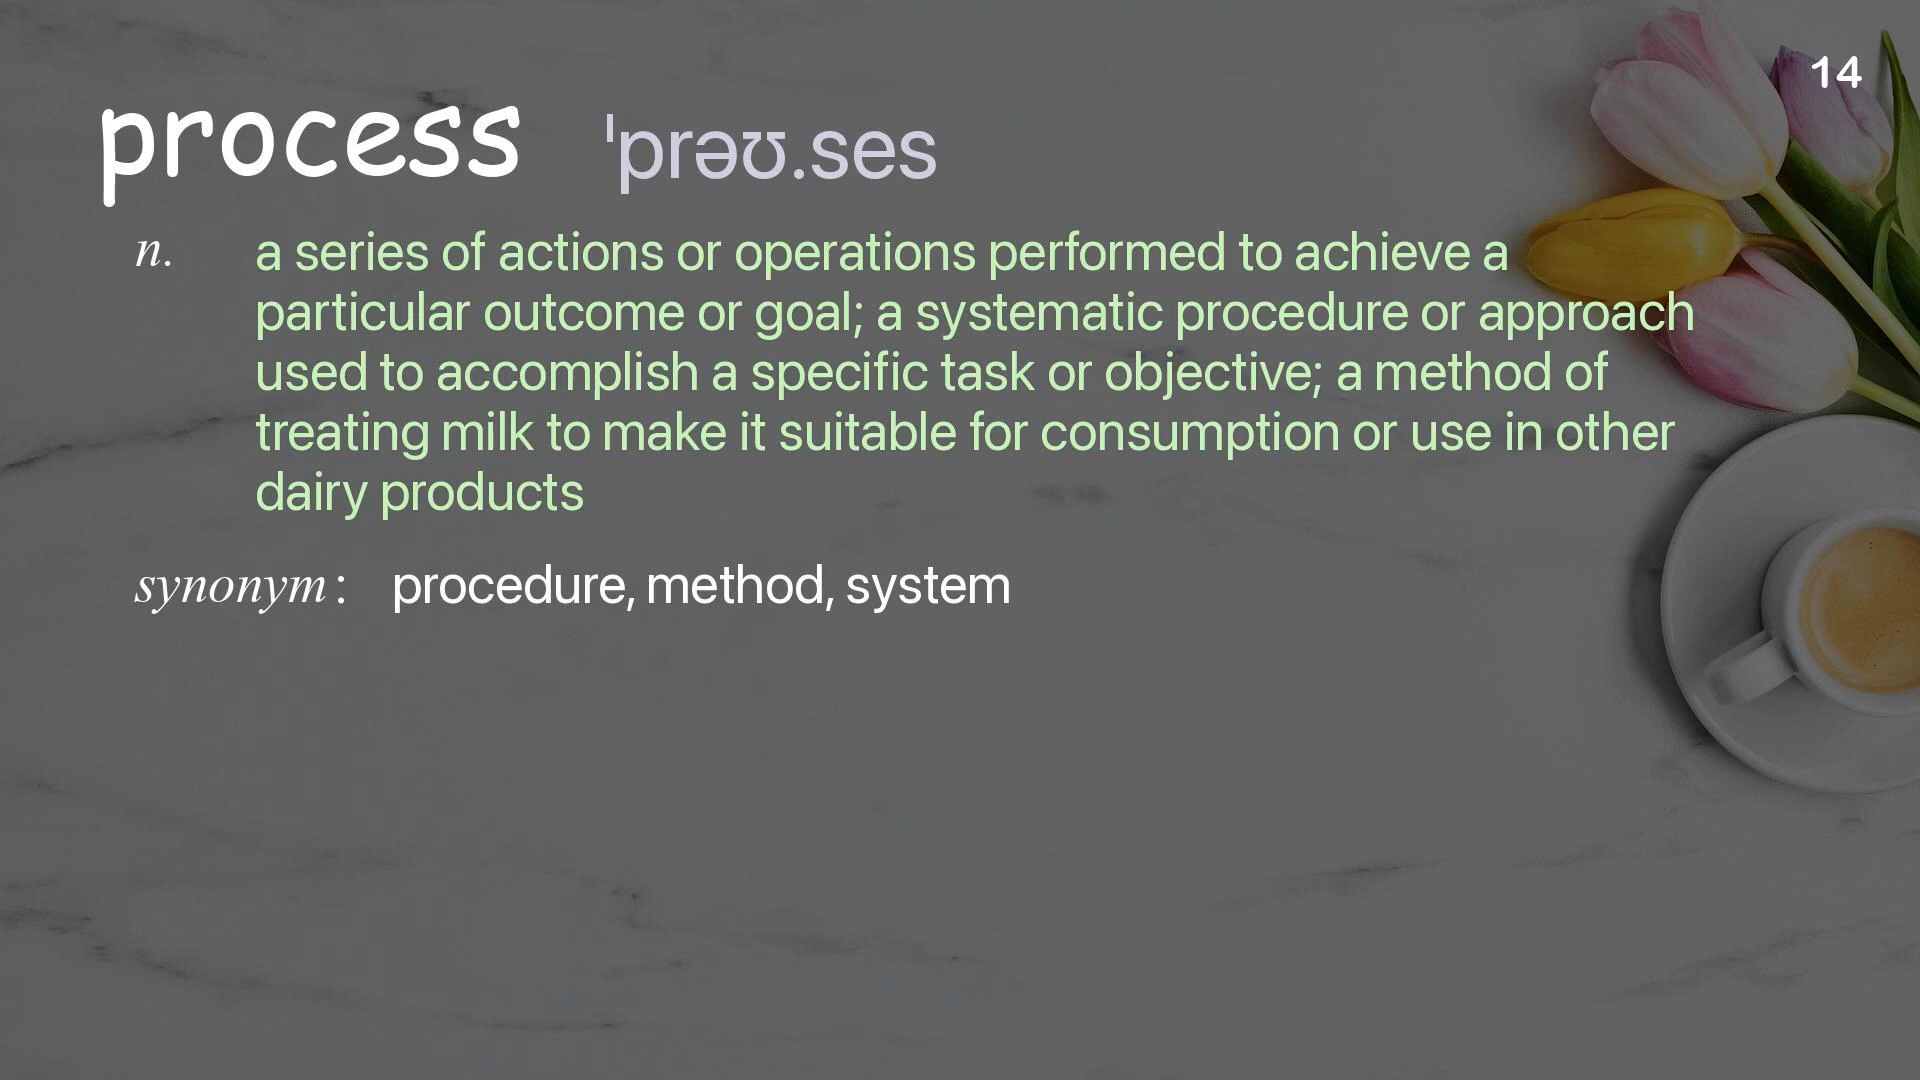 14
process ˈprəʊ.ses
n. a series of actions or operations performed to achieve a
particular outcome or goal; a systematic procedure or approach
used to accomplish a specific task or objective; a method of
treating milk to make it suitable for consumption or use in other
dairy products
synonym: procedure, method, system